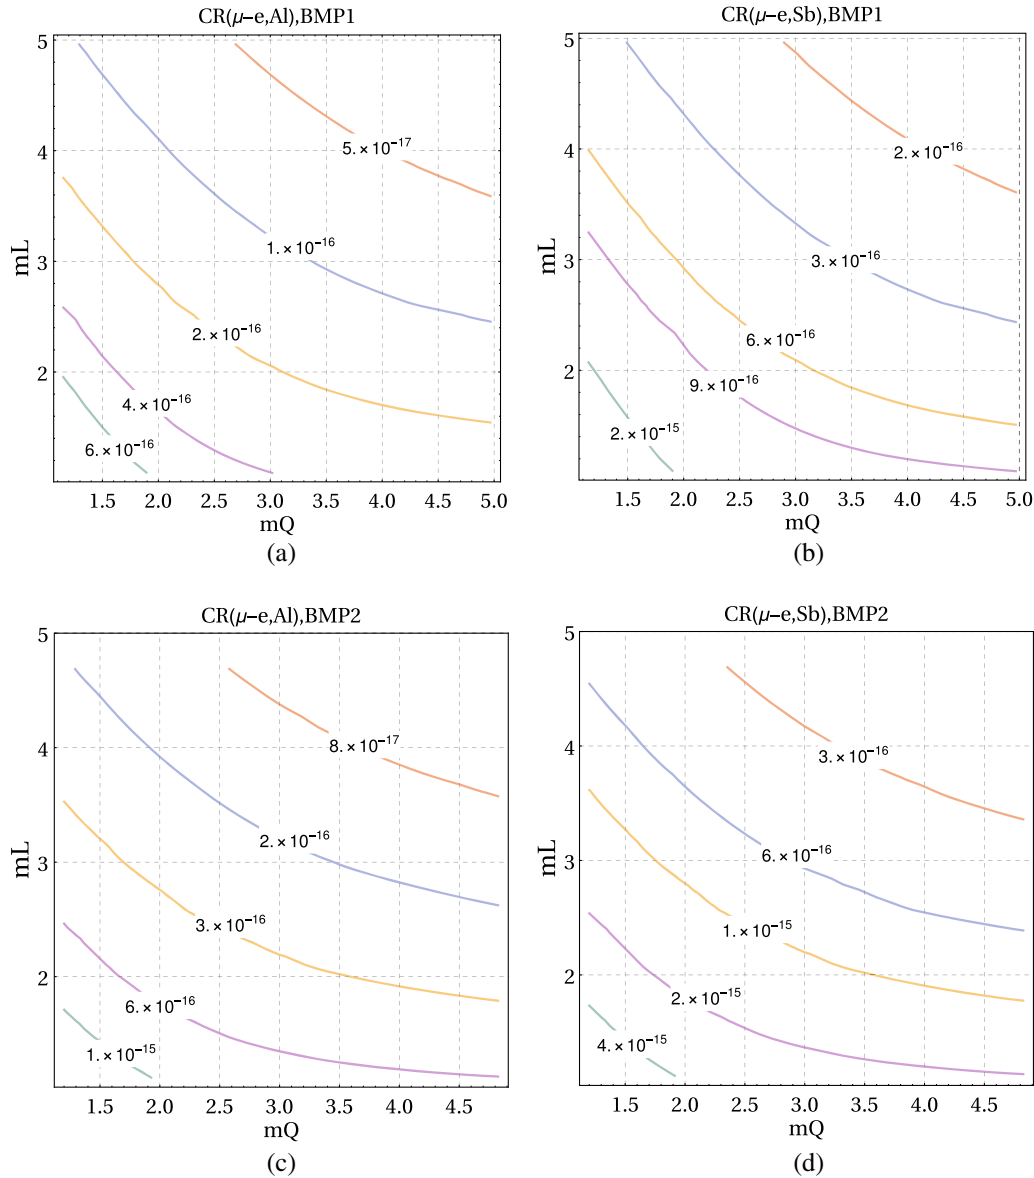 CR(μ−e,Al),BMP1
5
4
3
2
mL
5.×10−17
1.×10−16
2.×10−16
4.×10−16
6.×10−16
1.5 2.0 2.5 3.0 3.5 4.0 4.5 5.0
mQ
(a)
CR(μ−e,Sb),BMP1
5
4
3
2
mL
2.×10−16
3.×10−16
6.×10−16
9.×10−16
2.×10−15
1.5 2.0 2.5 3.0 3.5 4.0 4.5 5.0
mQ
(b)
CR(μ−e,Al),BMP2
5
4
3
2
mL
8.×10−17
2.×10−16
3.×10−16
6.×10−16
1.×10−15
1.5 2.0 2.5 3.0 3.5 4.0 4.5
mQ
(c)
CR(μ−e,Sb),BMP2
5
4
3
2
mL
3.×10−16
6.×10−16
1.×10−15
2.×10−15
4.×10−15
1.5 2.0 2.5 3.0 3.5 4.0 4.5
mQ
(d)